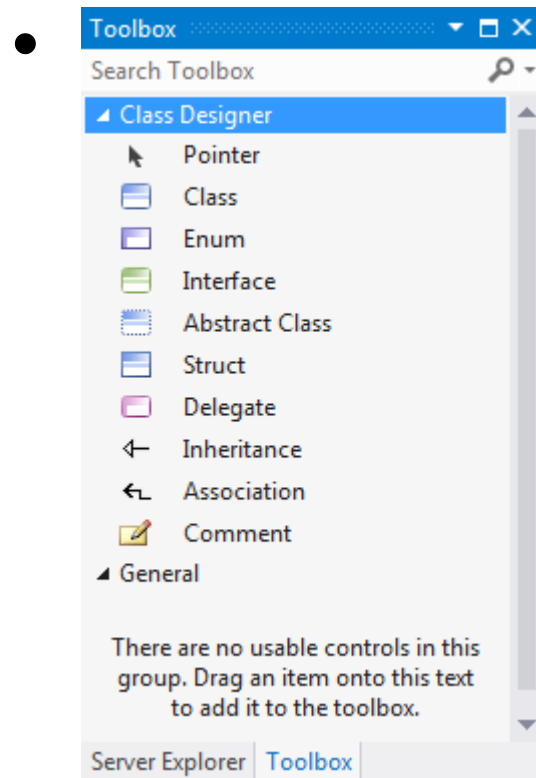 Toolbox
Search Toolbox
Class Designer
Pointer
Class
Enum
Interface
Abstract Class
Struct
Delegate
Inheritance
Association
Comment
General
There are no usable controls in this
group. Drag an item onto this text
to add it to the toolbox.
Server Explorer Toolbox